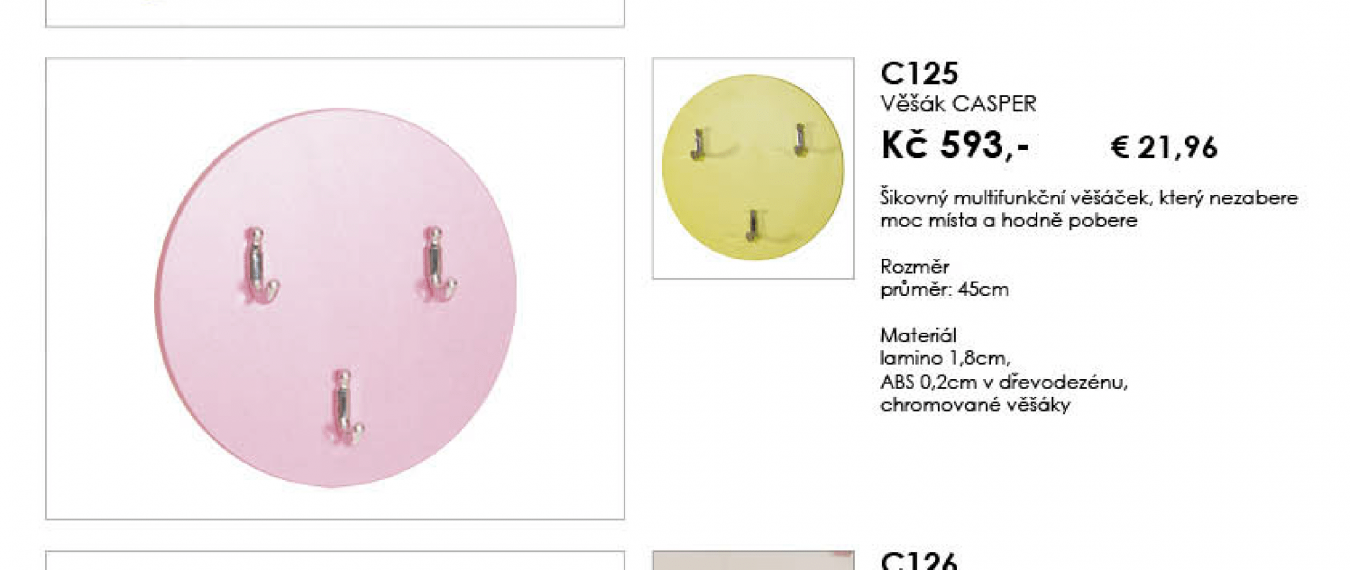 C125
Věšák CASPER
Kč 593,- € 21,96
Šikovný multifunkční věšáček, který nezabere
moc místa a hodně pobere
Rozměr
průměr: 45cm
Materiál
lamino 1,8cm,
ABS 0,2cm v dřevodezénu,
chromované věšáky
C126